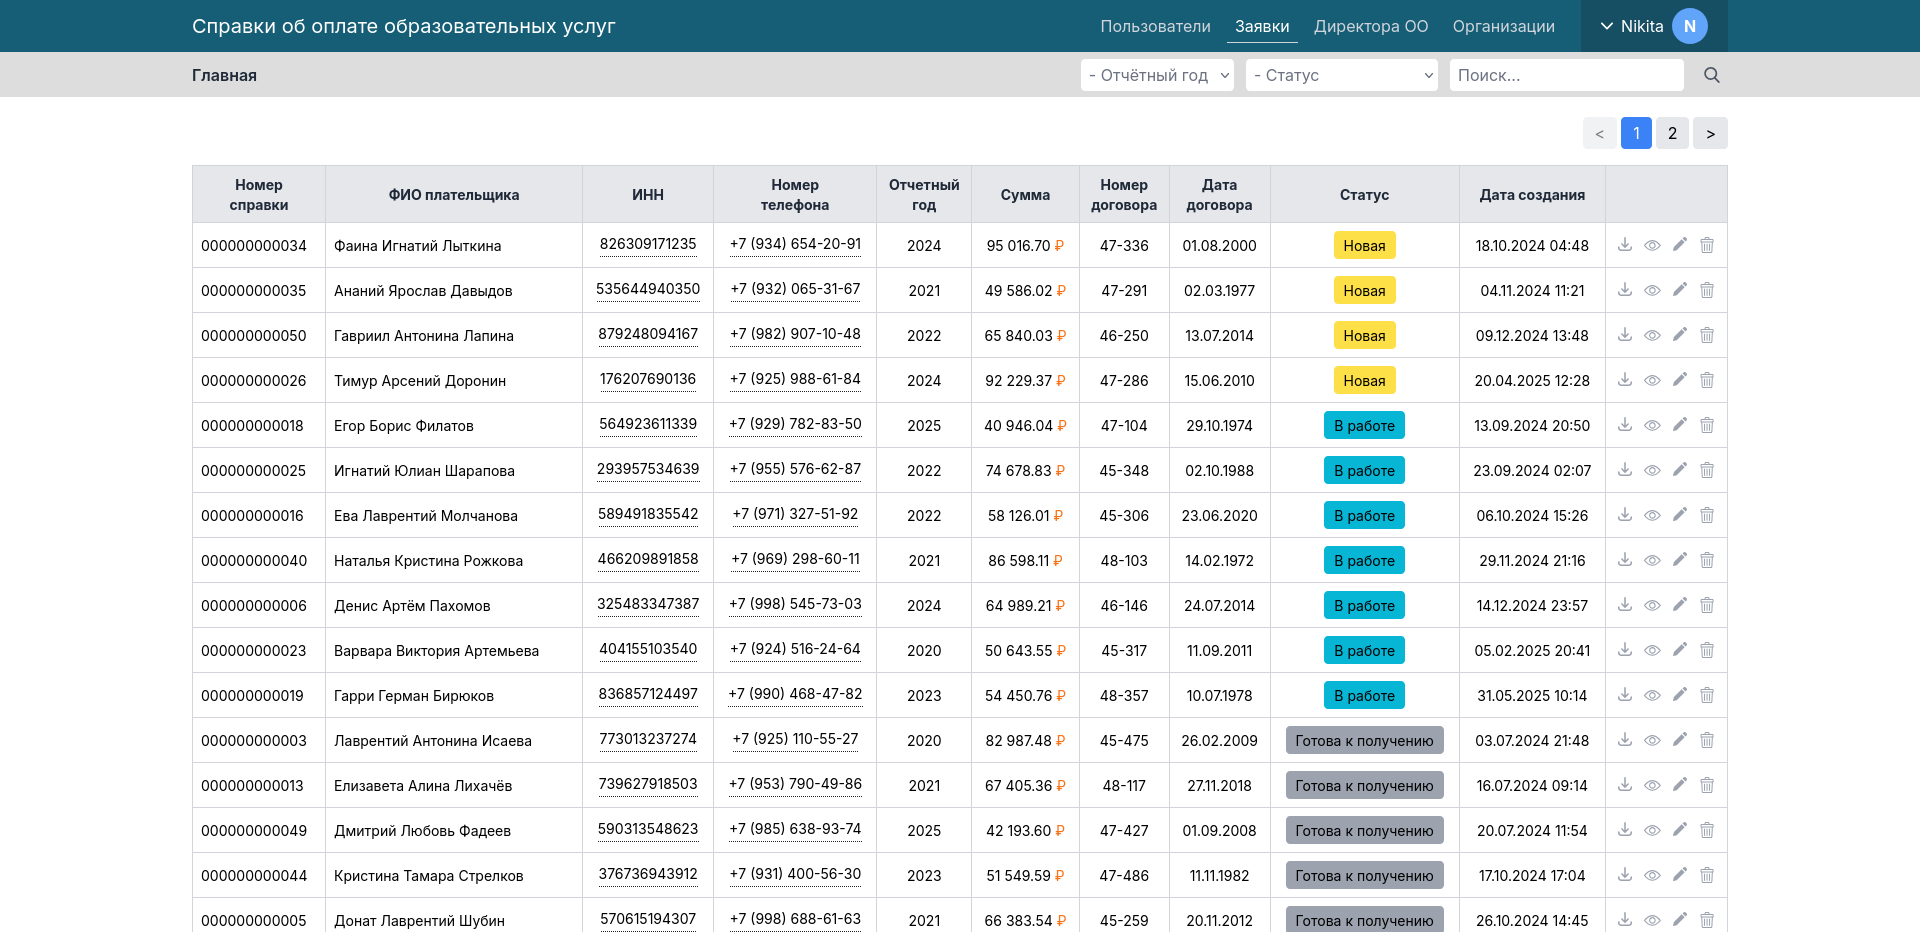 Справки об оплате образовательных услуг Пользователи Заявки Директора ОО Организации Nikita N
Главная - Отчётный год - Статус Поиск...
< 1 2 >
Номер справки ФИО плательщика ИНН Номер телефона Отчетный год Сумма Номер договора Дата договора Статус Дата создания
000000000034 Фаина Игнатий Лыткина 826309171235 +7 (934) 654-20-91 2024 95 016.70 ₽ 47-336 01.08.2000 Новая 18.10.2024 04:48
000000000035 Ананий Ярослав Давыдов 535644940350 +7 (932) 065-31-67 2021 49 586.02 ₽ 47-291 02.03.1977 Новая 04.11.2024 11:21
000000000050 Гавриил Антонина Лапина 879248094167 +7 (982) 907-10-48 2022 65 840.03 ₽ 46-250 13.07.2014 Новая 09.12.2024 13:48
000000000026 Тимур Арсений Доронин 176207690136 +7 (925) 988-61-84 2024 92 229.37 ₽ 47-286 15.06.2010 Новая 20.04.2025 12:28
000000000018 Егор Борис Филатов 564923611339 +7 (929) 782-83-50 2025 40 946.04 ₽ 47-104 29.10.1974 В работе 13.09.2024 20:50
000000000025 Игнатий Юлиан Шарапова 293957534639 +7 (955) 576-62-87 2022 74 678.83 ₽ 45-348 02.10.1988 В работе 23.09.2024 02:07
000000000016 Ева Лаврентий Молчанова 589491835542 +7 (971) 327-51-92 2022 58 126.01 ₽ 45-306 23.06.2020 В работе 06.10.2024 15:26
000000000040 Наталья Кристина Рожкова 466209891858 +7 (969) 298-60-11 2021 86 598.11 ₽ 48-103 14.02.1972 В работе 29.11.2024 21:16
000000000006 Денис Артём Пахомов 325483347387 +7 (998) 545-73-03 2024 64 989.21 ₽ 46-146 24.07.2014 В работе 14.12.2024 23:57
000000000023 Варвара Виктория Артемьева 404155103540 +7 (924) 516-24-64 2020 50 643.55 ₽ 45-317 11.09.2011 В работе 05.02.2025 20:41
000000000019 Гарри Герман Бирюков 836857124497 +7 (990) 468-47-82 2023 54 450.76 ₽ 48-357 10.07.1978 В работе 31.05.2025 10:14
000000000003 Лаврентий Антонина Исаева 773013237274 +7 (925) 110-55-27 2020 82 987.48 ₽ 45-475 26.02.2009 Готова к получению 03.07.2024 21:48
000000000013 Елизавета Алина Лихачёв 739627918503 +7 (953) 790-49-86 2021 67 405.36 ₽ 48-117 27.11.2018 Готова к получению 16.07.2024 09:14
000000000049 Дмитрий Любовь Фадеев 590313548623 +7 (985) 638-93-74 2025 42 193.60 ₽ 47-427 01.09.2008 Готова к получению 20.07.2024 11:54
000000000044 Кристина Тамара Стрелков 376736943912 +7 (931) 400-56-30 2023 51 549.59 ₽ 47-486 11.11.1982 Готова к получению 17.10.2024 17:04
000000000005 Донат Лаврентий Шубин 570615194307 +7 (998) 688-61-63 2021 66 383.54 ₽ 45-259 20.11.2012 Готова к получению 26.10.2024 14:45